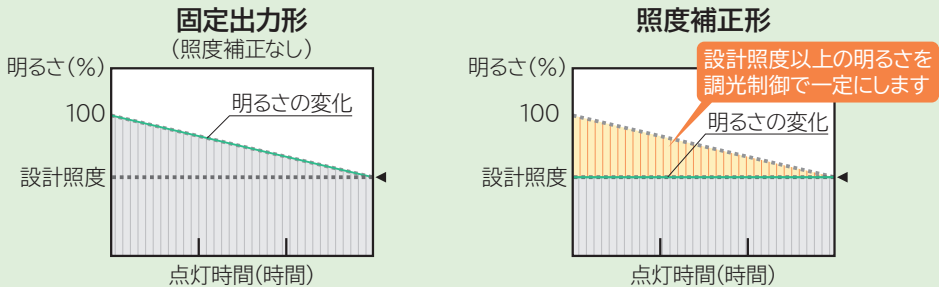 固定出力形
（照度補正なし）
明るさ（%）
100
明るさの変化
設計照度
点灯時間（時間）
照度補正形
明るさ（%）
設計照度以上の明るさを
調光制御で一定にします
100
明るさの変化
設計照度
点灯時間（時間）